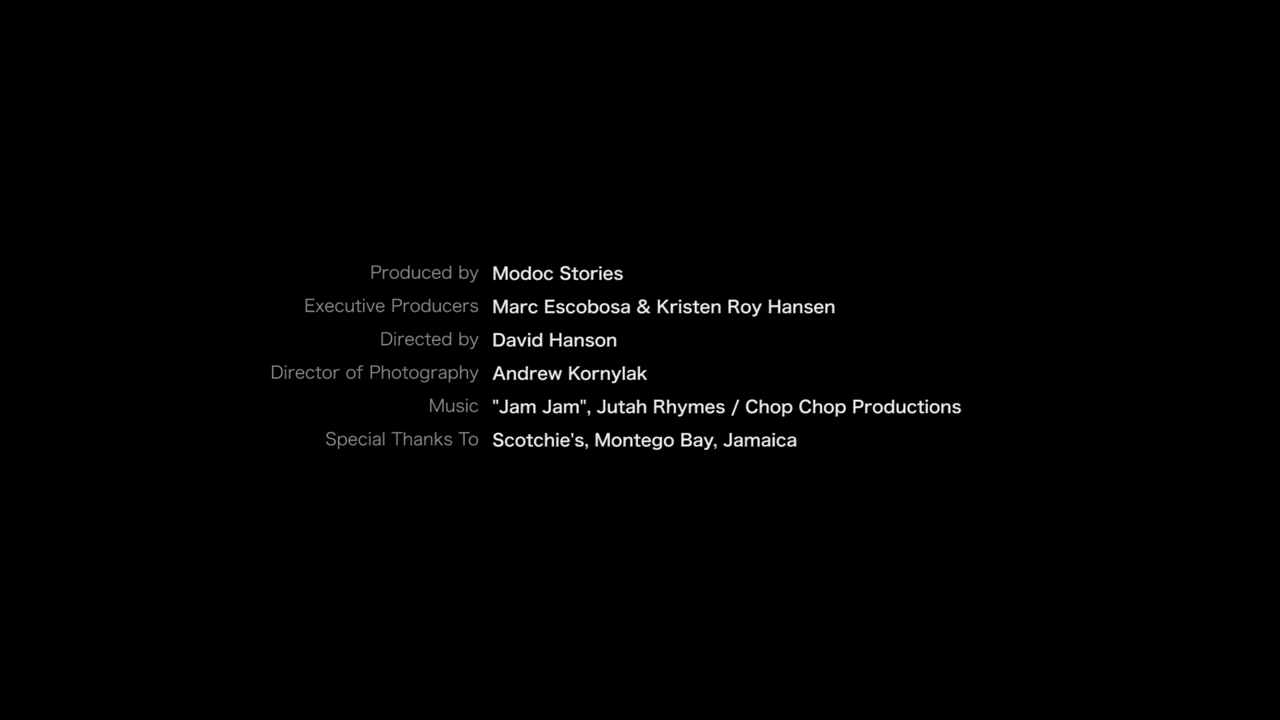 Produced by Modoc Stories
Executive Producers Marc Escobosa & Kristen Roy Hansen
Directed by David Hanson
Director of Photography Andrew Kornylak
Music "Jam Jam", Jutah Rhymes / Chop Chop Productions
Special Thanks To Scotchie's, Montego Bay, Jamaica